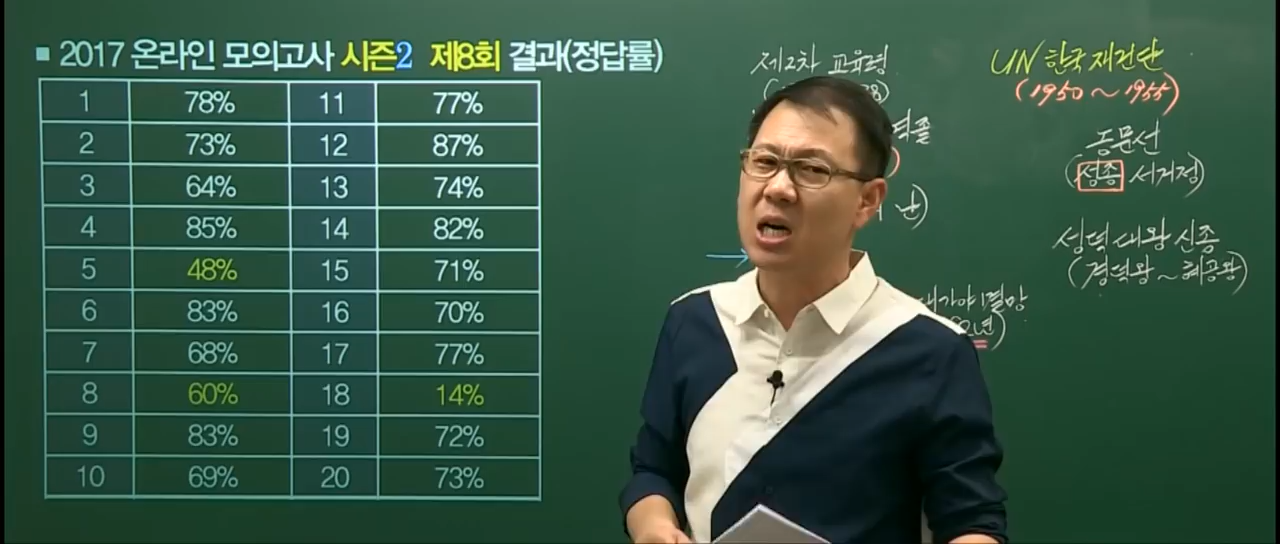 ■ 2017 온라인 모의고사 시즌2 제8회 결과(정답률)
1 78% 11 77%
2 73% 12 87%
3 64% 13 74%
4 85% 14 82%
5 48% 15 71%
6 83% 16 70%
7 68% 17 77%
8 60% 18 14%
9 83% 19 72%
10 69% 20 73%
제2차 교육령
난)
대가야 멸망
년)
UN 한국재건단
(1950 ~ 1955)
동문선
(성종 서거정)
성덕대왕신종
(경덕왕 ~ 혜공왕)